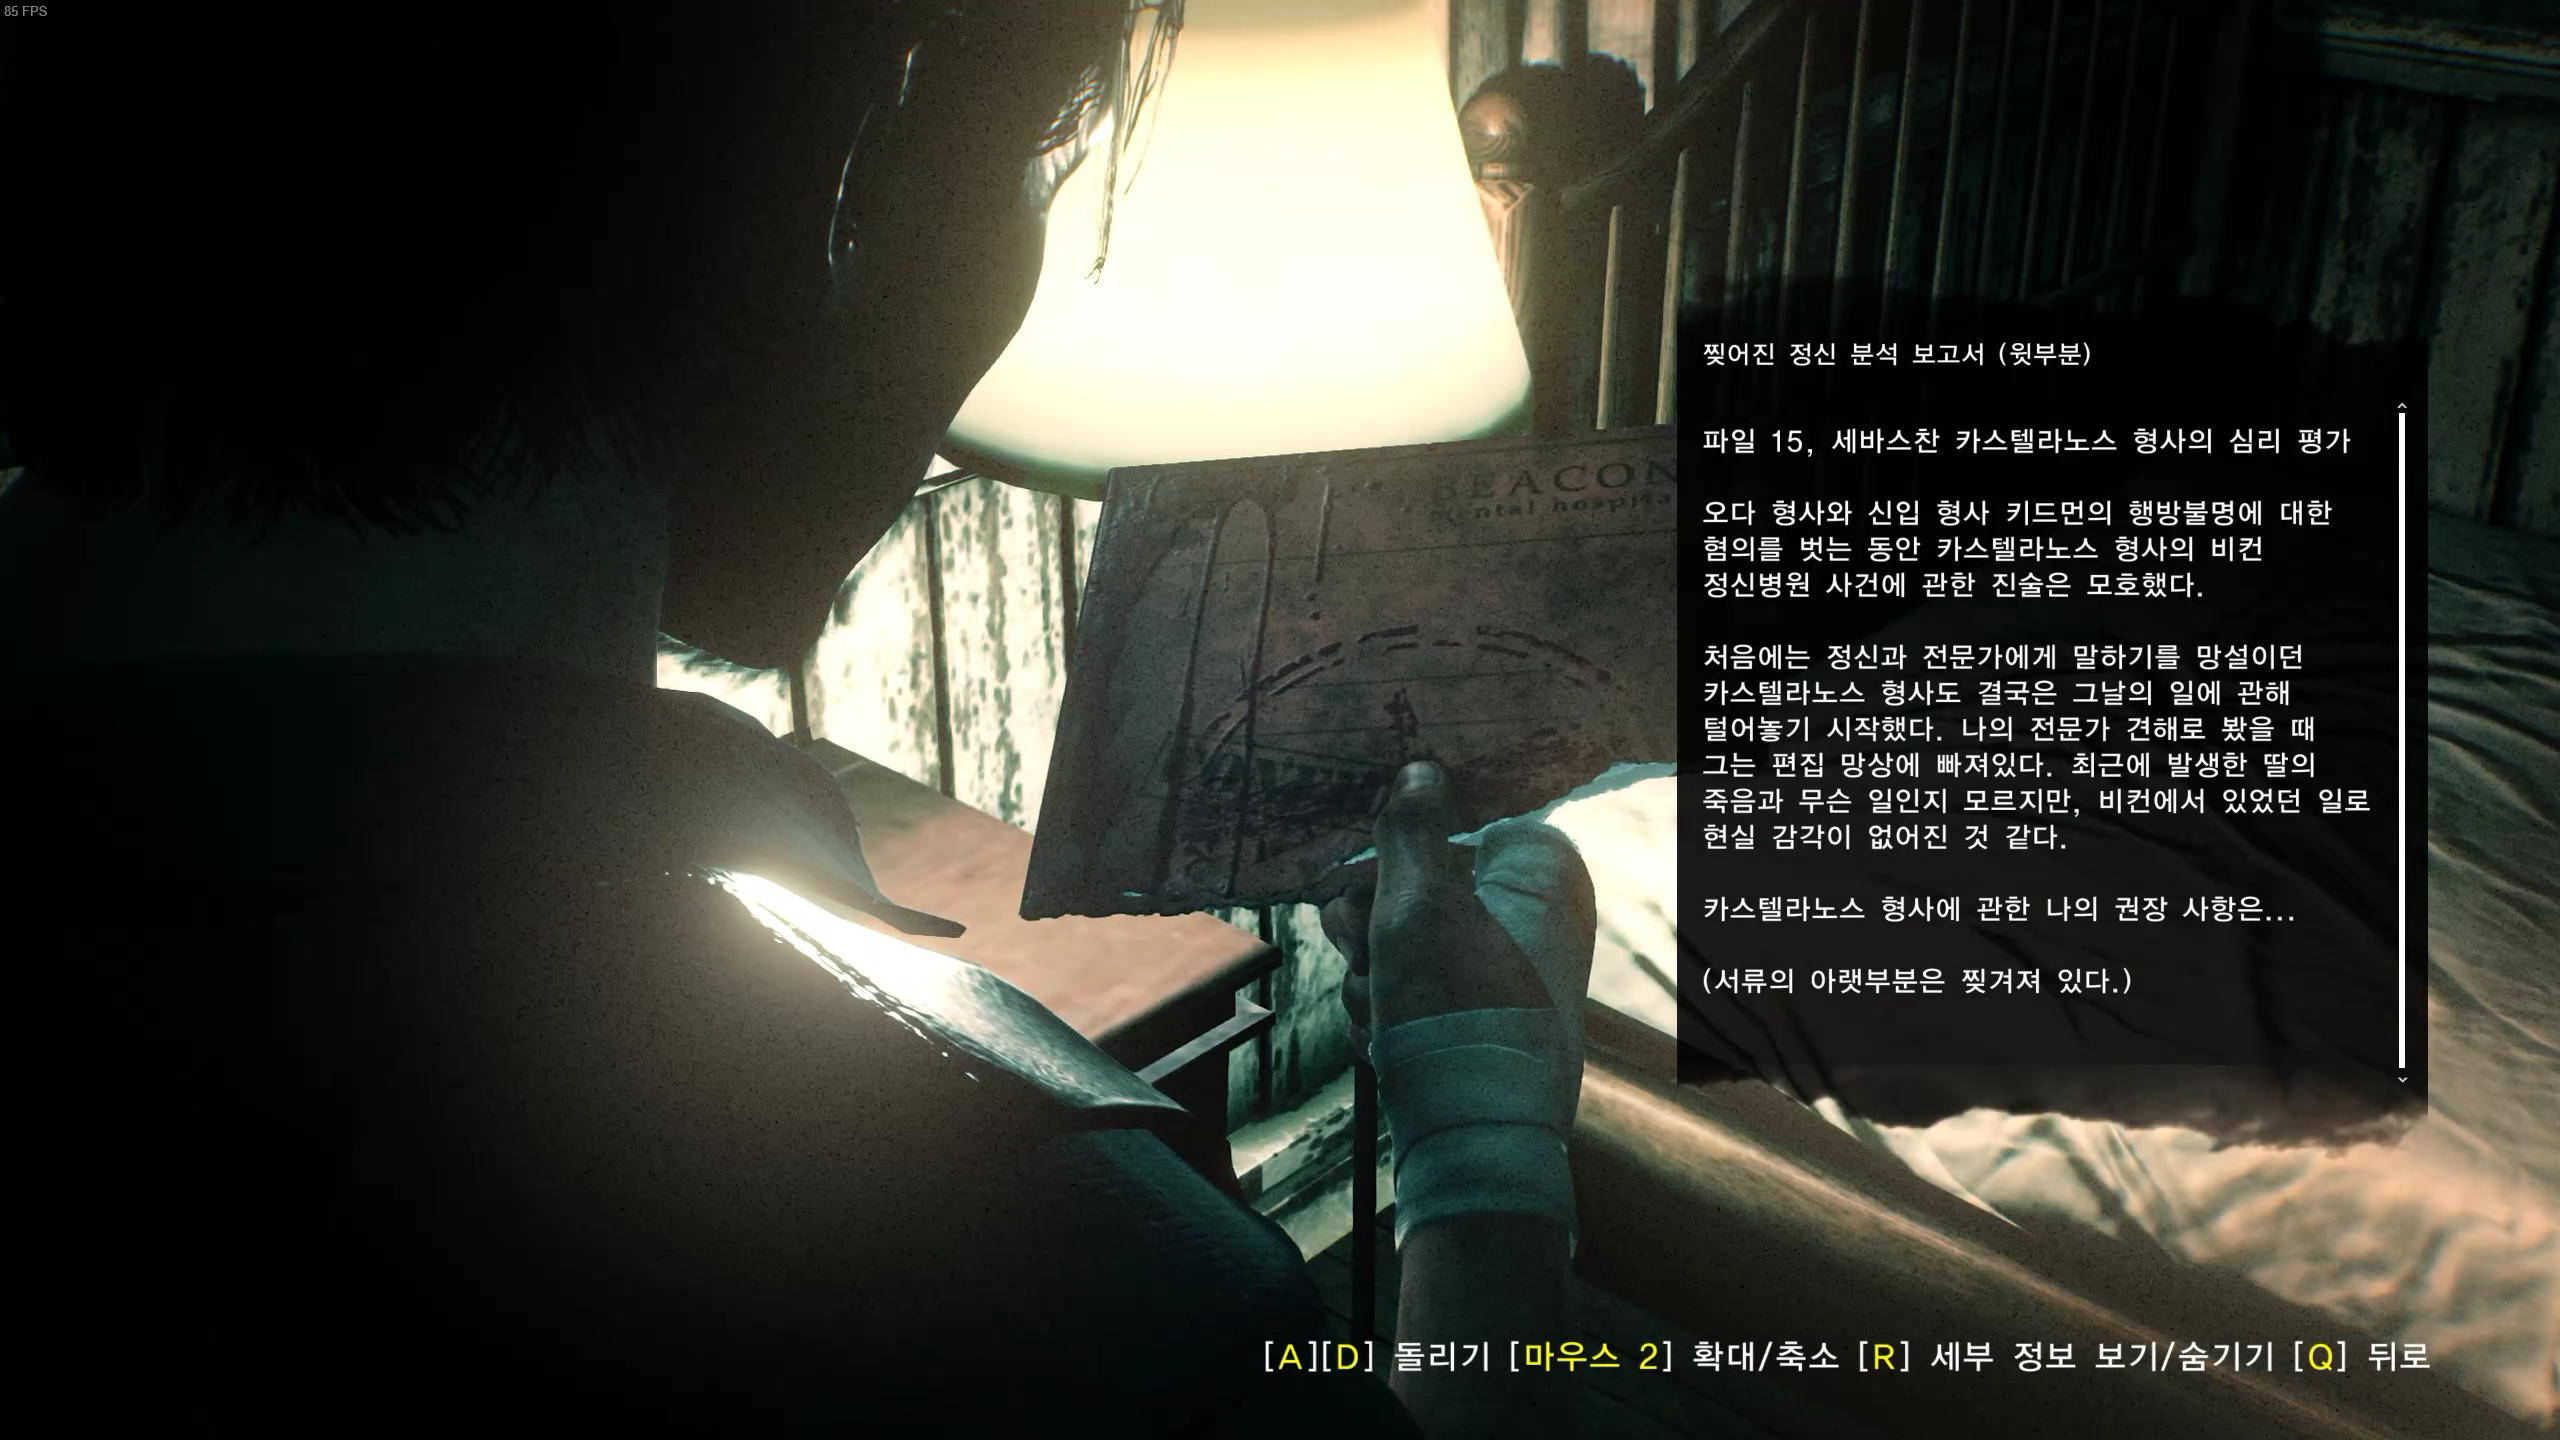 85 FPS
BEACON
mental hospital
찢어진 정신 분석 보고서 (윗부분)
파일 15, 세바스찬 카스텔라노스 형사의 심리 평가
오다 형사와 신입 형사 키드먼의 행방불명에 대한
혐의를 벗는 동안 카스텔라노스 형사의 비컨
정신병원 사건에 관한 진술은 모호했다.
처음에는 정신과 전문가에게 말하기를 망설이던
카스텔라노스 형사도 결국은 그날의 일에 관해
털어놓기 시작했다. 나의 전문가 견해로 봤을 때
그는 편집 망상에 빠져있다. 최근에 발생한 딸의
죽음과 무슨 일인지 모르지만, 비컨에서 있었던 일로
현실 감각이 없어진 것 같다.
카스텔라노스 형사에 관한 나의 권장 사항은...
(서류의 아랫부분은 찢겨져 있다.)
[A][D] 돌리기 [마우스 2] 확대/축소 [R] 세부 정보 보기/숨기기 [Q] 뒤로